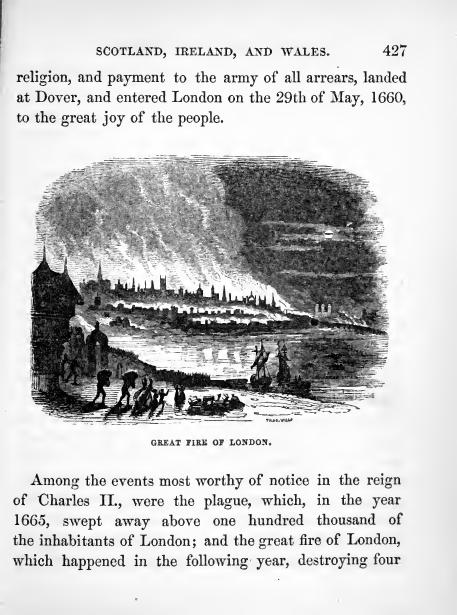 SCOTLAND, IRELAND, AND WALES. 427
religion, and payment to the army of all arrears, landed
at Dover, and entered London on the 29th of May, 1660,
to the great joy of the people.
GREAT FIRE OF LONDON.
Among the events most worthy of notice in the reign
of Charles II., were the plague, which, in the year
1665, swept away above one hundred thousand of
the inhabitants of London; and the great fire of London,
which happened in the following year, destroying four